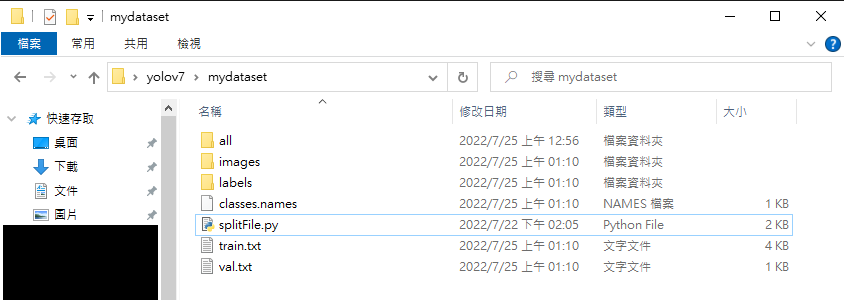 mydataset
檔案 常用 共用 檢視
yolov7 mydataset 搜尋 mydataset
名稱 修改日期 類型 大小
快速存取
桌面
下載
文件
圖片
all 2022/7/25 上午 12:56 檔案資料夾
images 2022/7/25 上午 01:10 檔案資料夾
labels 2022/7/25 上午 01:10 檔案資料夾
classes.names 2022/7/25 上午 01:10 NAMES 檔案 1 KB
splitFile.py 2022/7/22 下午 02:05 Python File 2 KB
train.txt 2022/7/25 上午 01:10 文字文件 4 KB
val.txt 2022/7/25 上午 01:10 文字文件 1 KB